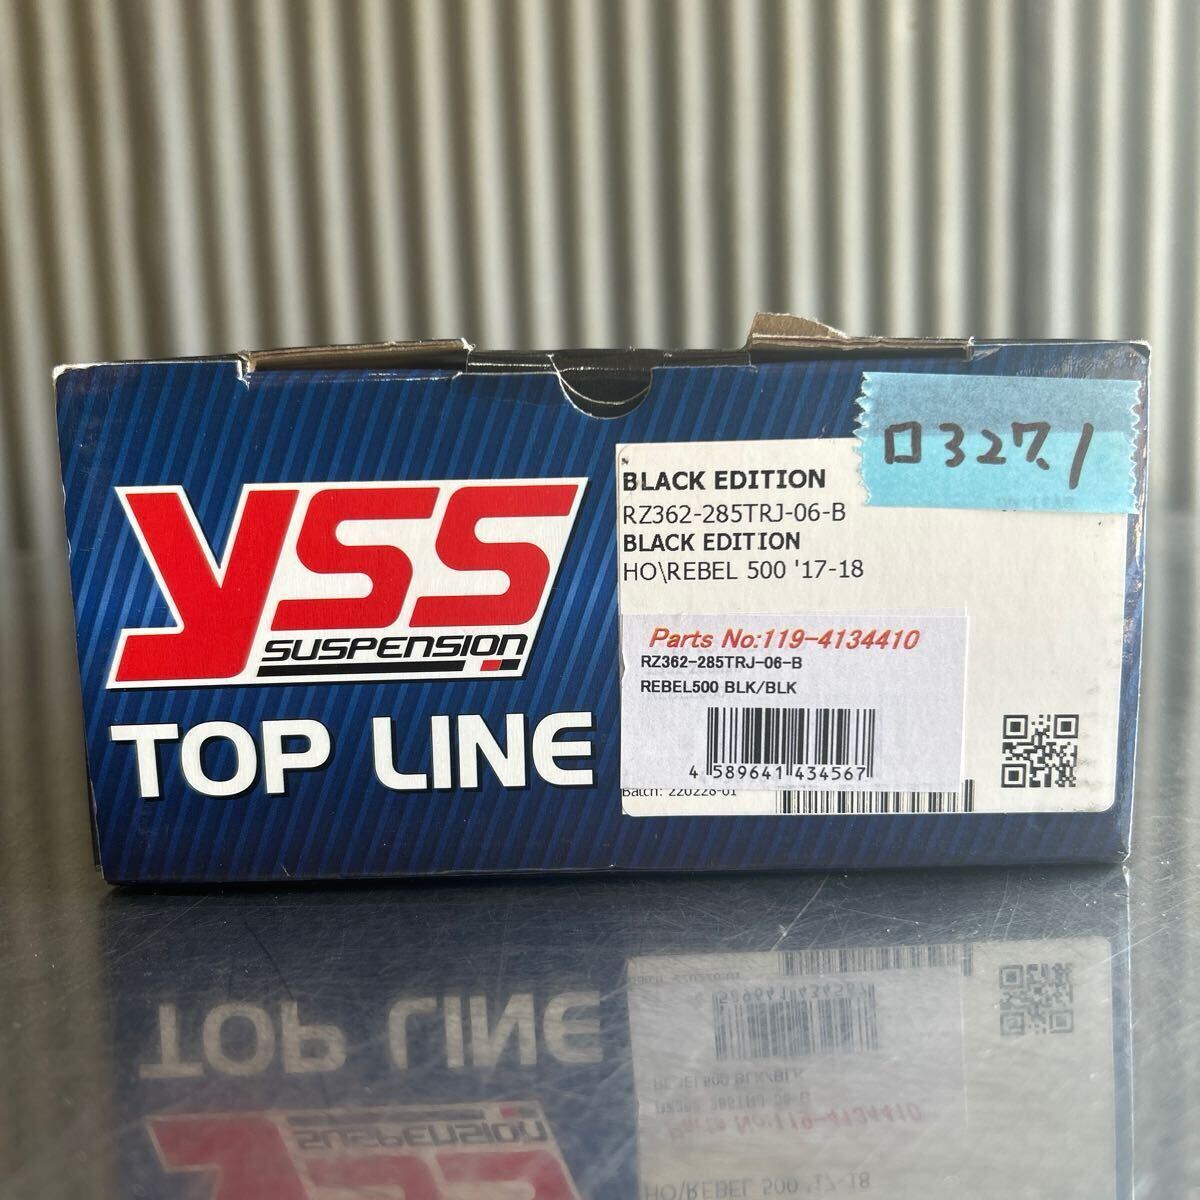 YSS
SUSPENSION
TOP LINE
ロ327.1
BLACK EDITION
RZ362-285TRJ-06-B
BLACK EDITION
HO\REBEL 500 '17-18
Parts No:119-4134410
RZ362-285TRJ-06-B
REBEL500 BLK/BLK
4 589641 434567
Batch: 220228-01